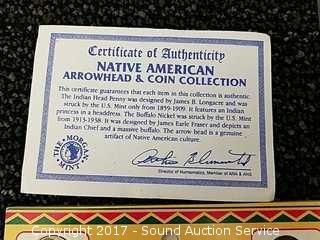 Certificate of Authenticity
NATIVE AMERICAN
ARROWHEAD & COIN COLLECTION
This certificate guarantees that each item in this collection is authentic.
The Indian Head Penny was designed by James B. Longacre and was
struck by the U.S. Mint only from 1859-1909. It features an Indian
princess in a headdress. The Buffalo Nickel was struck by the U.S. Mint
from 1913-1938. It was designed by James Earle Fraser and depicts an
Indian Chief and a massive buffalo. The arrow head is a genuine
artifact of Native American culture.
THE MORGAN MINT
Director of Numismatics, Member of ANA & ANS
Copyright 2017 - Sound Auction Service